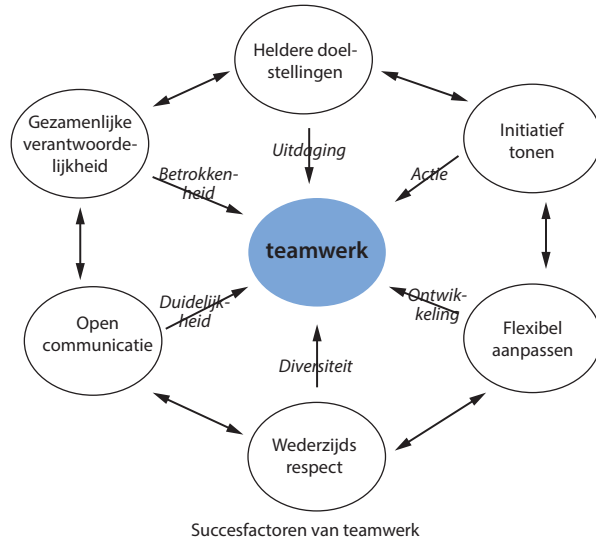 Heldere doel-
stellingen
Gezamenlijke
verantwoorde-
lijkheid
Initiatief
tonen
Uitdaging
Betrokken-
heid
Actie
teamwerk
Duidelijk-
heid
Ontwik-
keling
Open
communicatie
Flexibel
aanpassen
Diversiteit
Wederzijds
respect
Succesfactoren van teamwerk